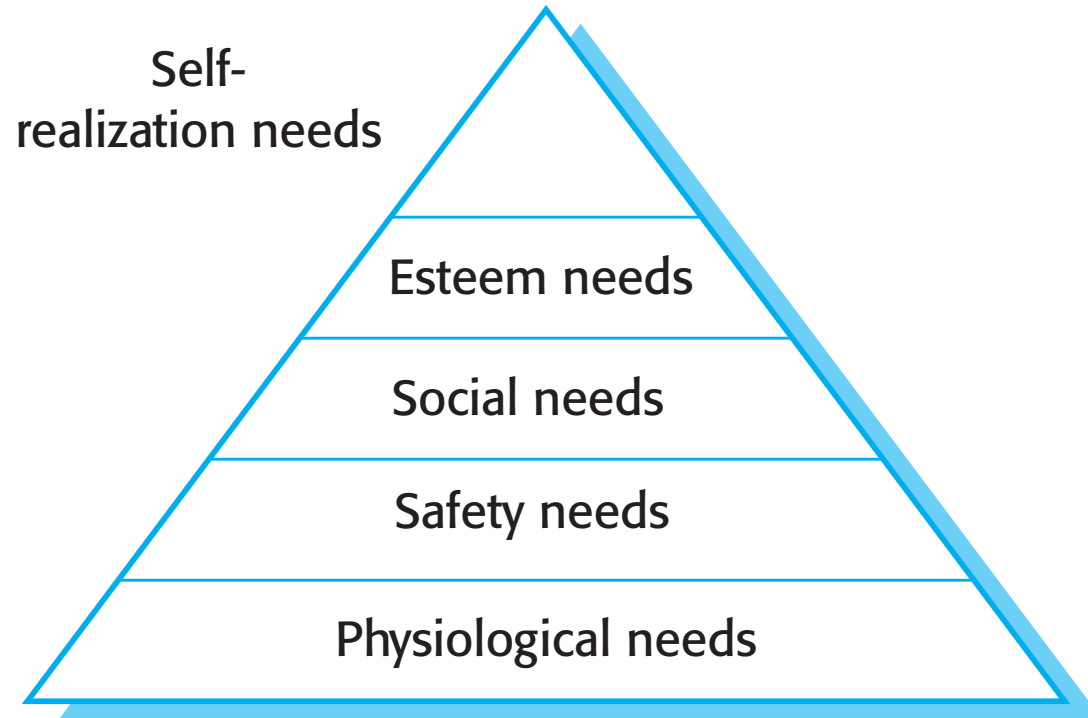 Self-
realization needs
Esteem needs
Social needs
Safety needs
Physiological needs